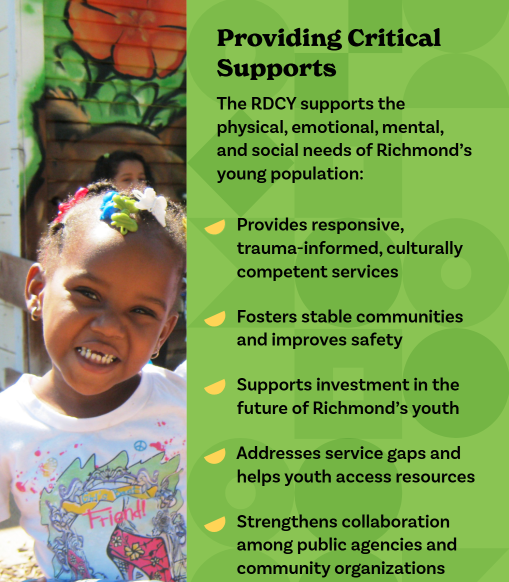 Providing Critical
Supports
The RDCY supports the
physical, emotional, mental,
and social needs of Richmond's
young population:
Provides responsive,
trauma-informed, culturally
competent services
Fosters stable communities
and improves safety
Supports investment in the
future of Richmond's youth
Addresses service gaps and
helps youth access resources
Strengthens collaboration
among public agencies and
community organizations
Friend!